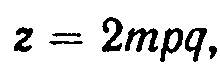 z = 2mpq,